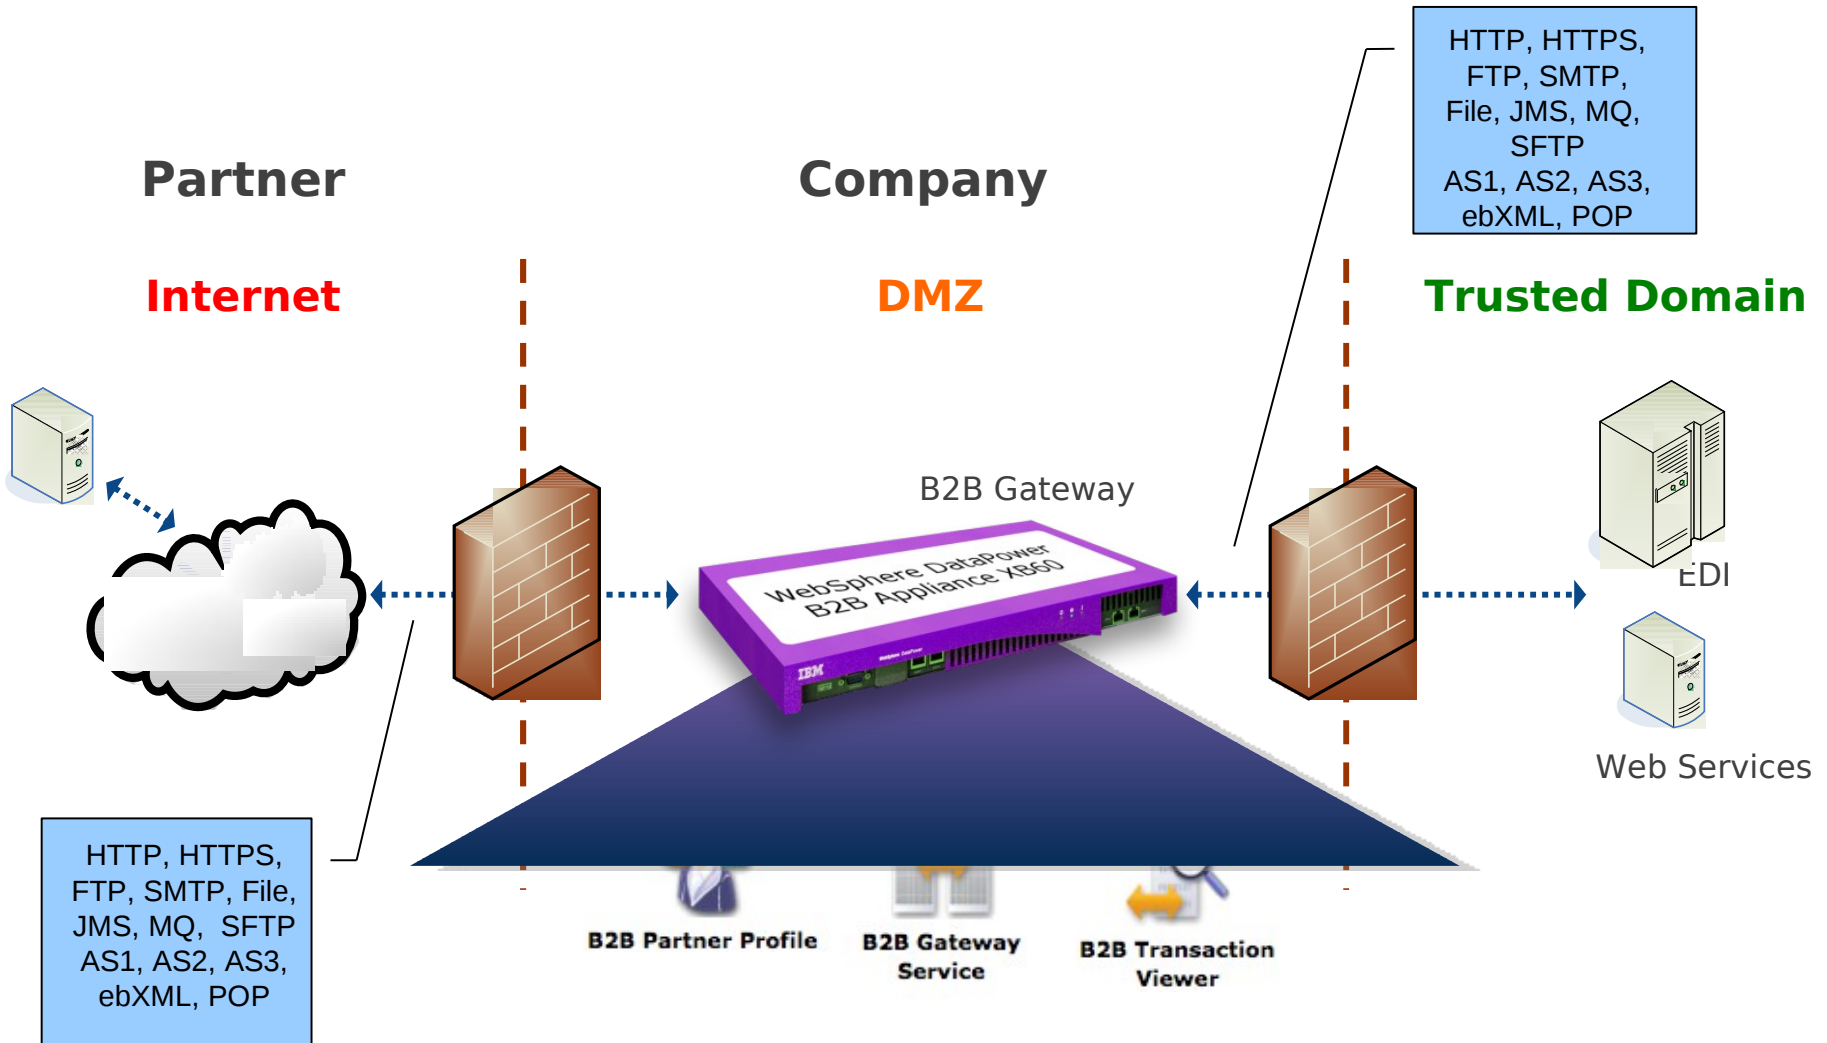 HTTP, HTTPS,
FTP, SMTP,
File, JMS, MQ,
SFTP
AS1, AS2, AS3,
ebXML, POP
Partner
Company
Internet
DMZ
Trusted Domain
B2B Gateway
WebSphere DataPower
B2B Appliance XB60
IBM
EDI
Web Services
HTTP, HTTPS,
FTP, SMTP, File,
JMS, MQ, SFTP
AS1, AS2, AS3,
ebXML, POP
B2B Partner Profile
B2B Gateway
Service
B2B Transaction
Viewer